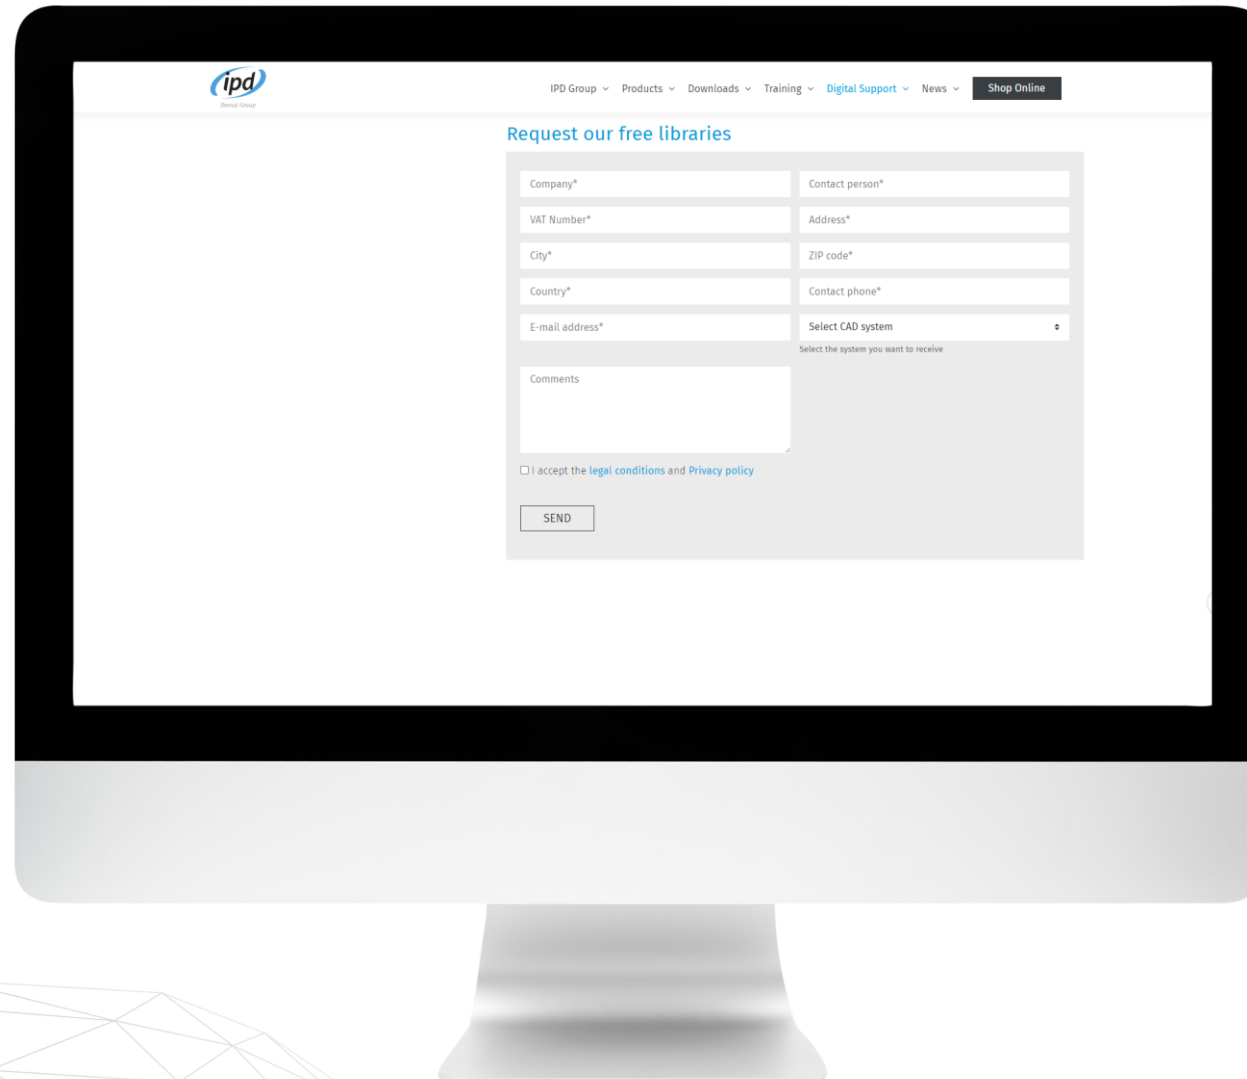 ipd
Dental Group
IPD Group Products Downloads Training Digital Support News Shop Online
Request our free libraries
Company* Contact person*
VAT Number* Address*
City* ZIP code*
Country* Contact phone*
E-mail address* Select CAD system
Select the system you want to receive
Comments
I accept the legal conditions and Privacy policy
SEND